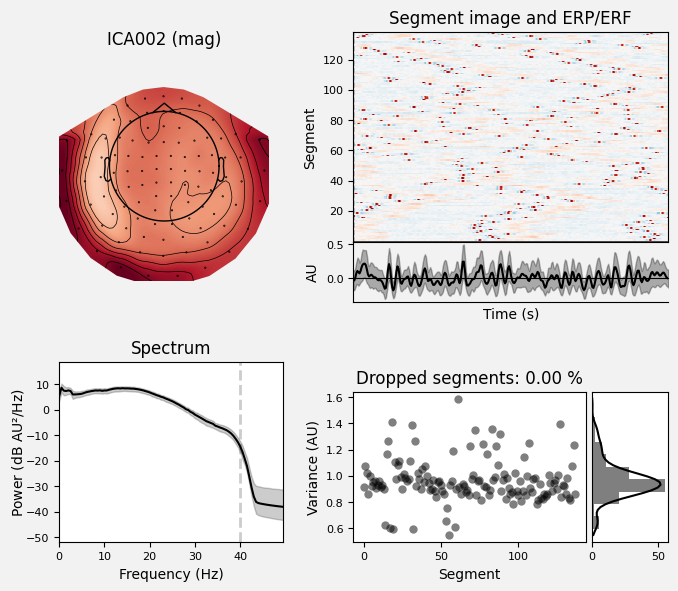 ICA002 (mag)
Segment image and ERP/ERF
Segment
120
100
80
60
40
20
AU
0.5
0.0
Time (s)
Spectrum
Power (dB AU²/Hz)
10
0
−10
−20
−30
−40
−50
0 10 20 30 40
Frequency (Hz)
Dropped segments: 0.00 %
Variance (AU)
1.6
1.4
1.2
1.0
0.8
0.6
0 50 100
Segment
0 50